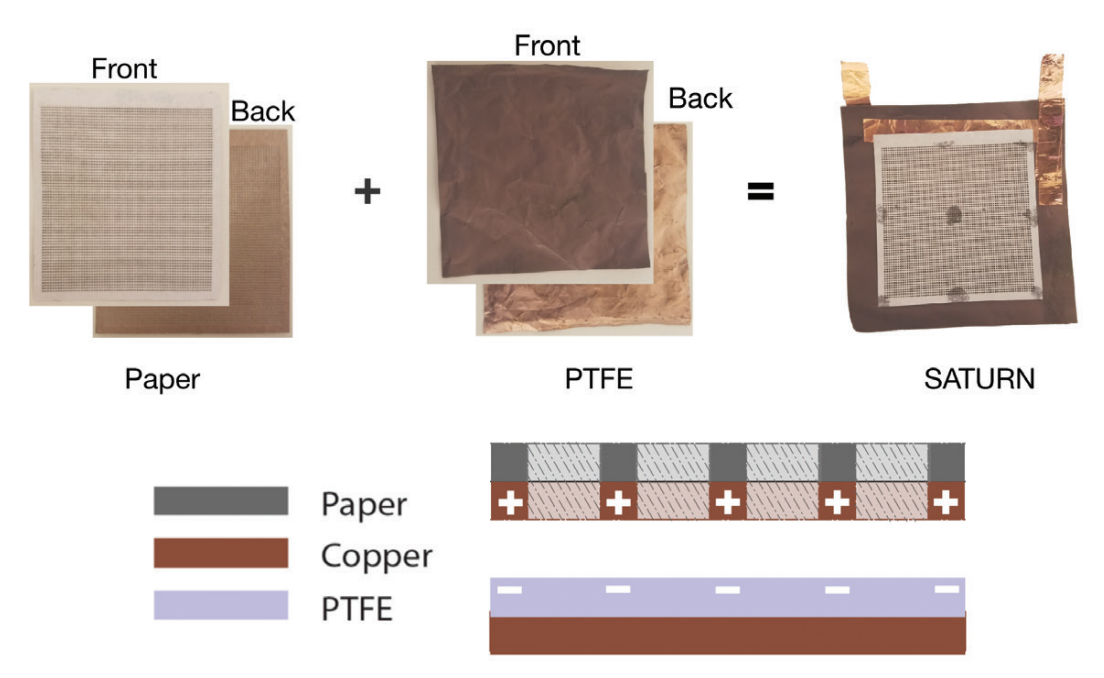 Front
Back
Front
Back
+
=
Paper
PTFE
SATURN
Paper
Copper
PTFE
+ + + + +
- - - - -